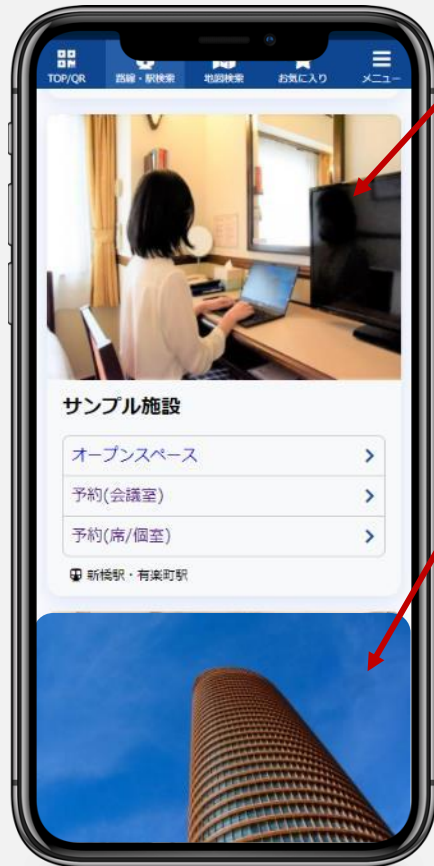 TOP/QR
路線・駅検索
地図検索
お気に入り
メニュー
サンプル施設
オープンスペース
予約(会議室)
予約(席/個室)
新橋駅・有楽町駅